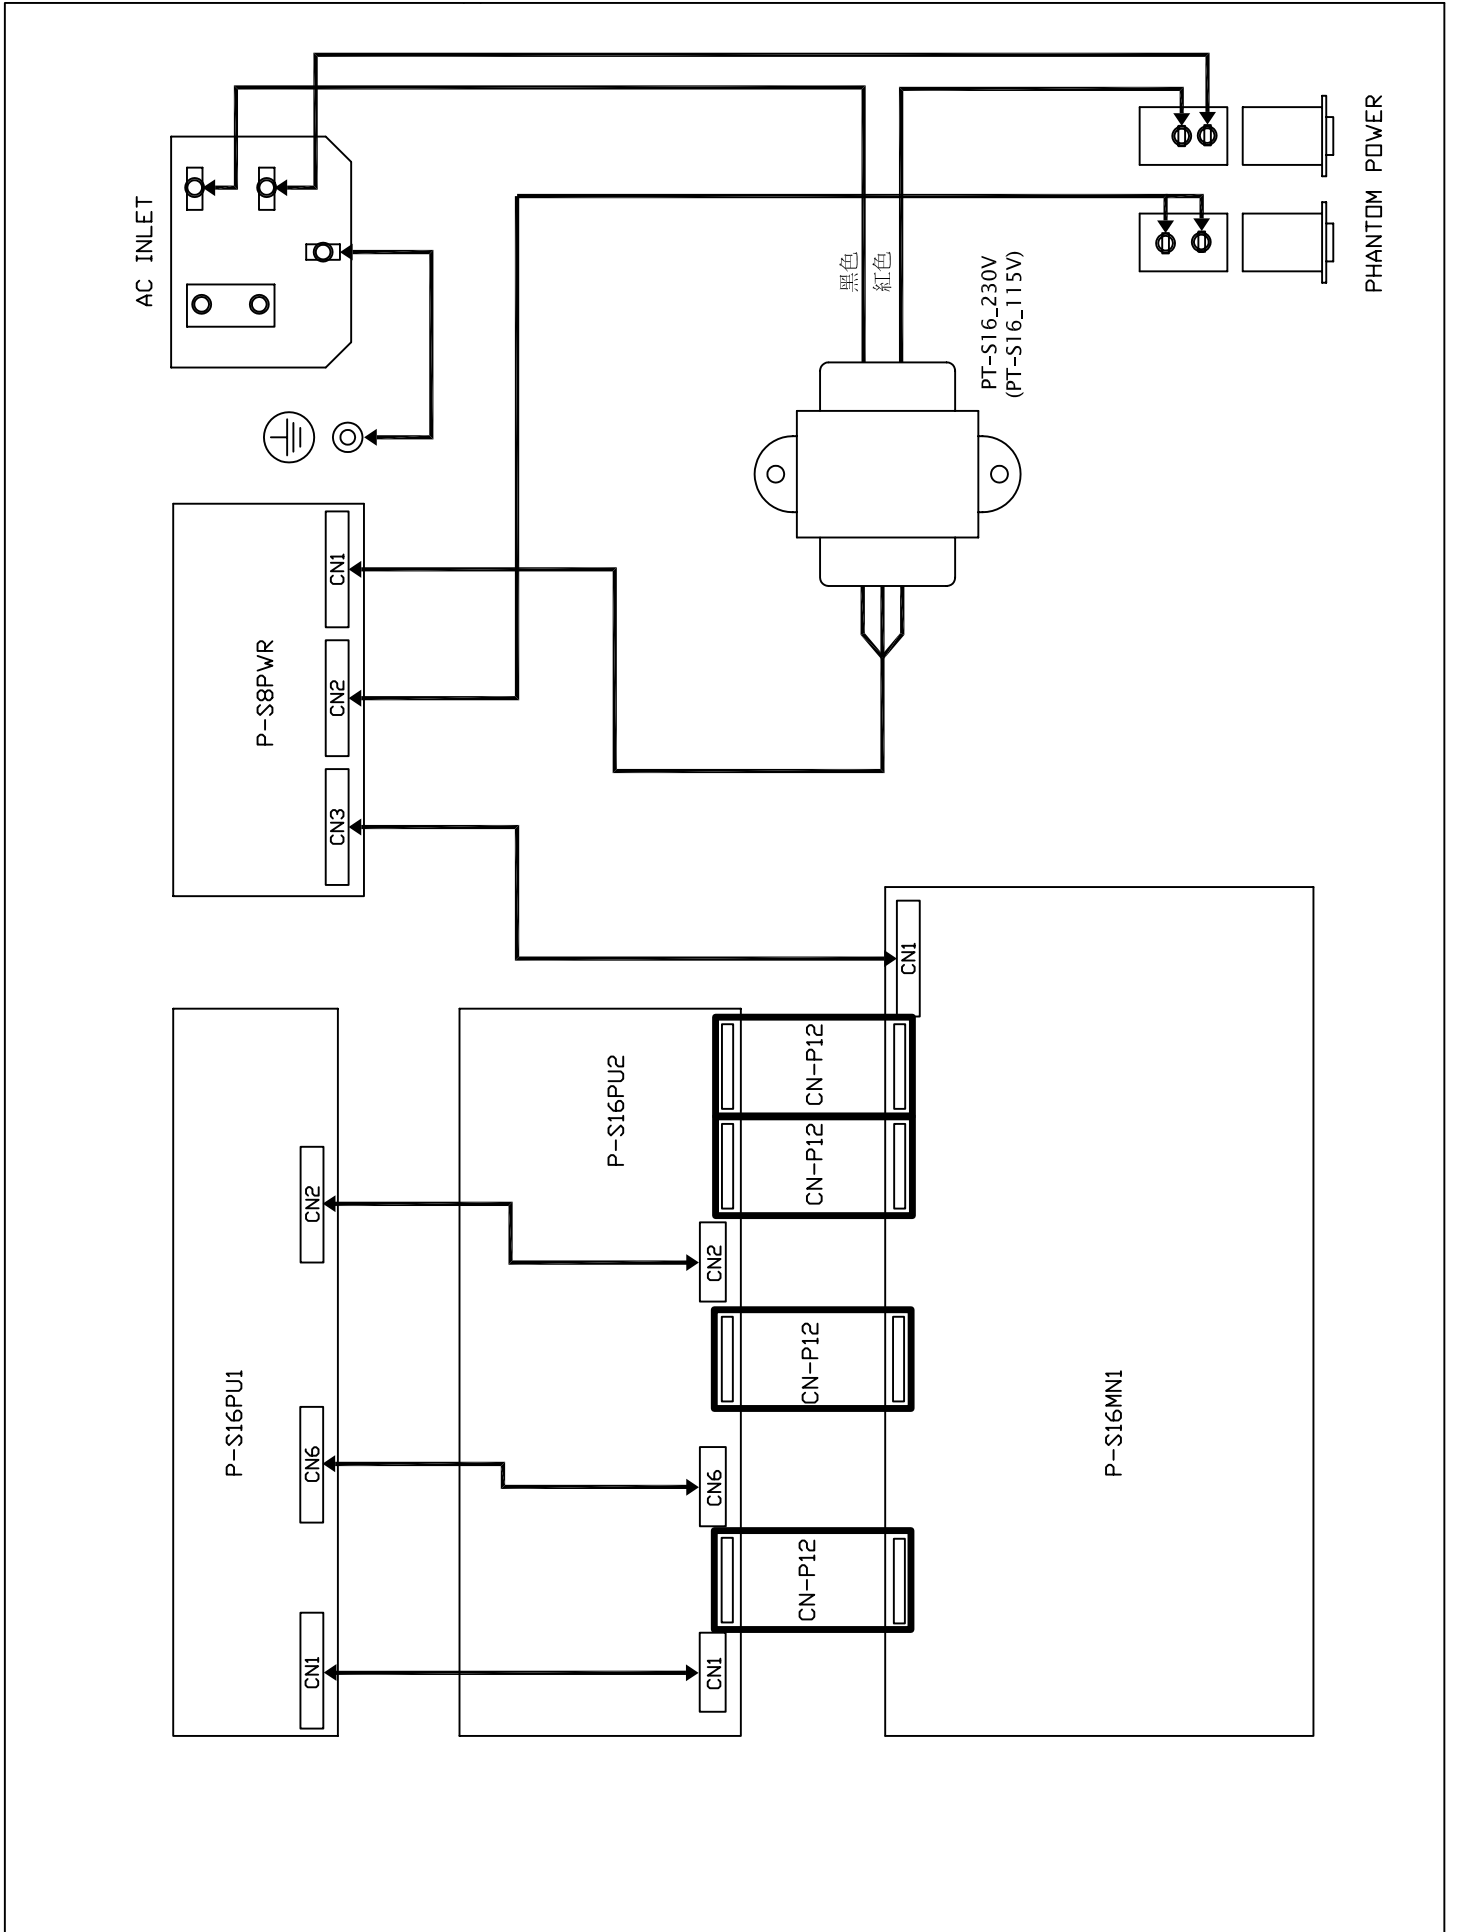 AC INLET
P-S8PWR
CN1
CN2
CN3
黑色
紅色
PT-S16_230V
(PT-S16_115V)
PHANTOM POWER
P-S16PU1
CN2
CN6
CN1
P-S16PU2
CN2
CN6
CN1
CN-P12
CN-P12
CN-P12
CN-P12
CN1
P-S16MN1